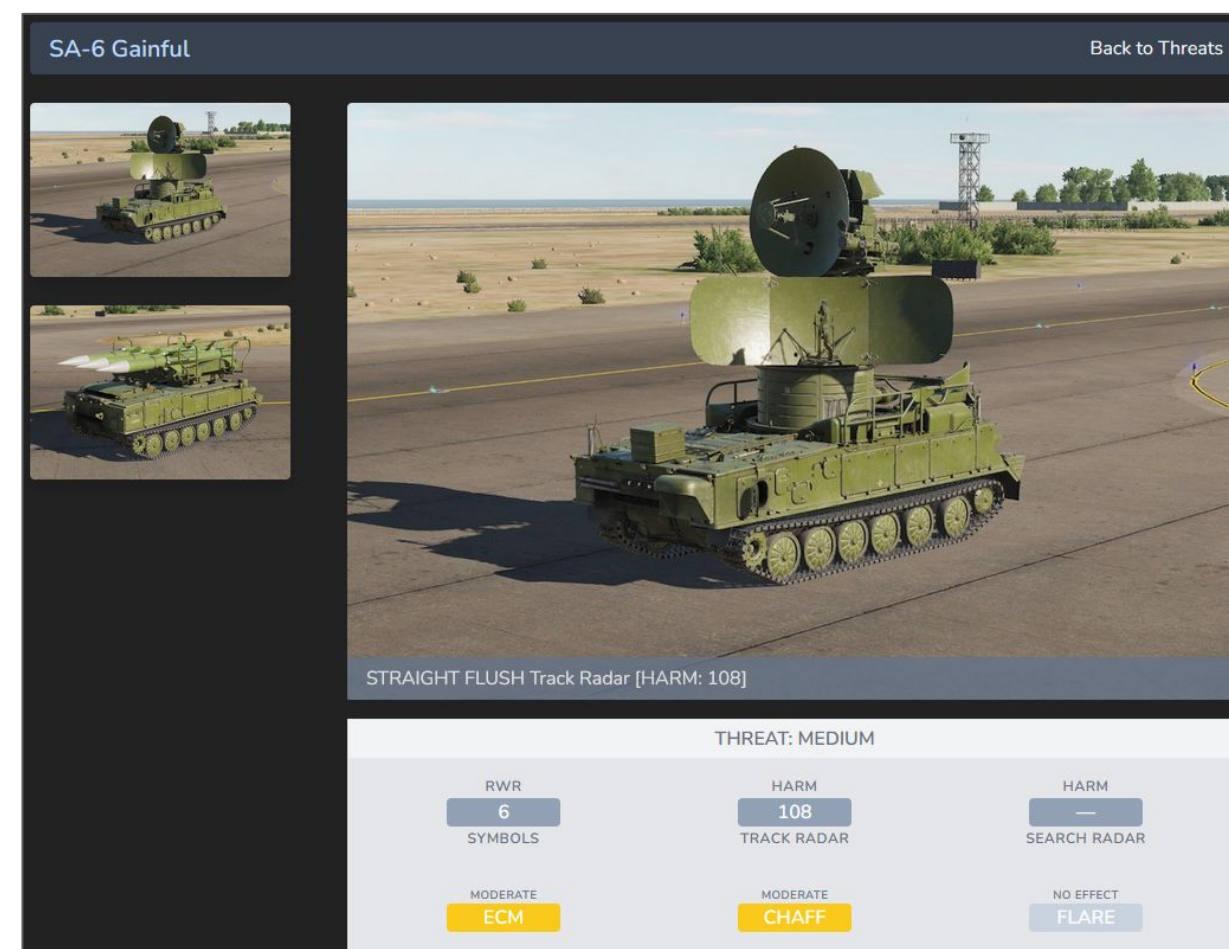 SA-6 Gainful
Back to Threats
STRAIGHT FLUSH Track Radar [HARM: 108]
THREAT: MEDIUM
RWR
6
SYMBOLS
HARM
108
TRACK RADAR
HARM
—
SEARCH RADAR
MODERATE
ECM
MODERATE
CHAFF
NO EFFECT
FLARE